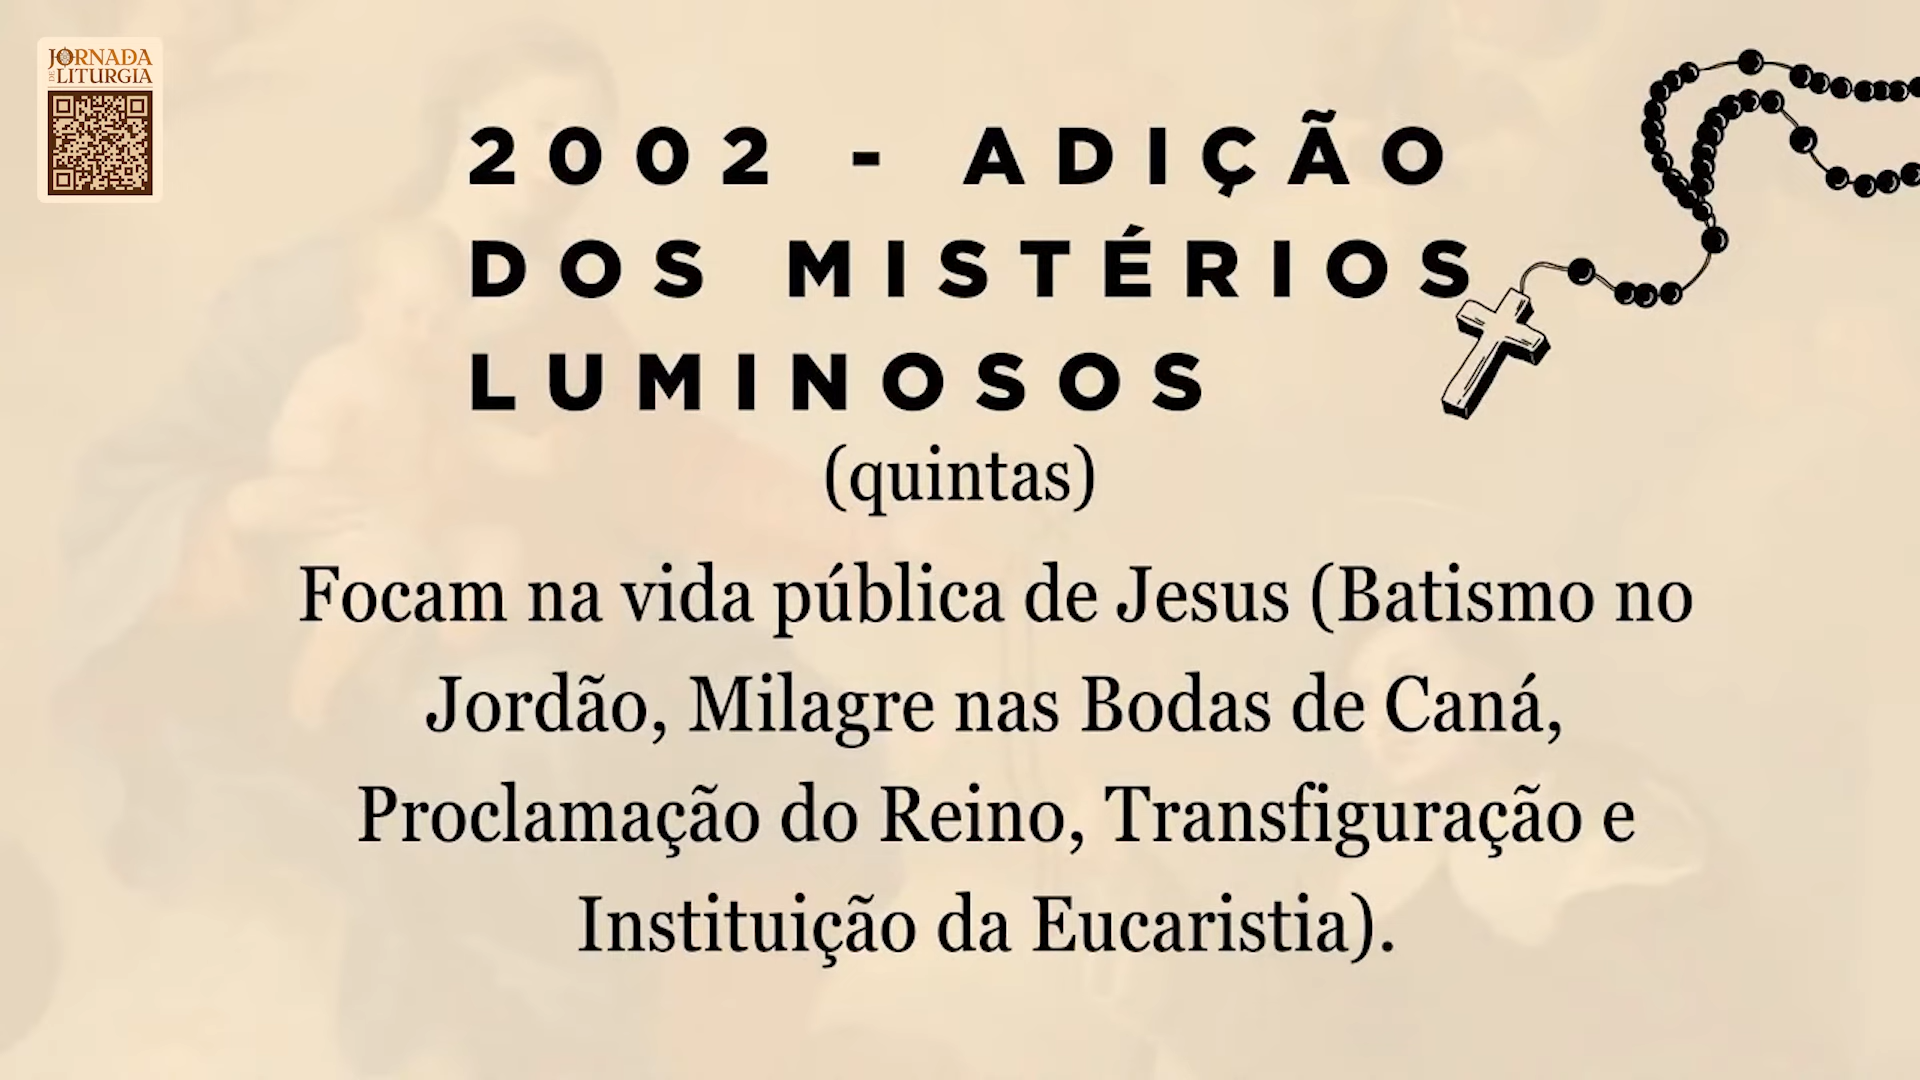 JORNADA
DE LITURGIA
2002 - ADIÇÃO
DOS MISTÉRIOS
LUMINOSOS
(quintas)
Focam na vida pública de Jesus (Batismo no
Jordão, Milagre nas Bodas de Caná,
Proclamação do Reino, Transfiguração e
Instituição da Eucaristia).